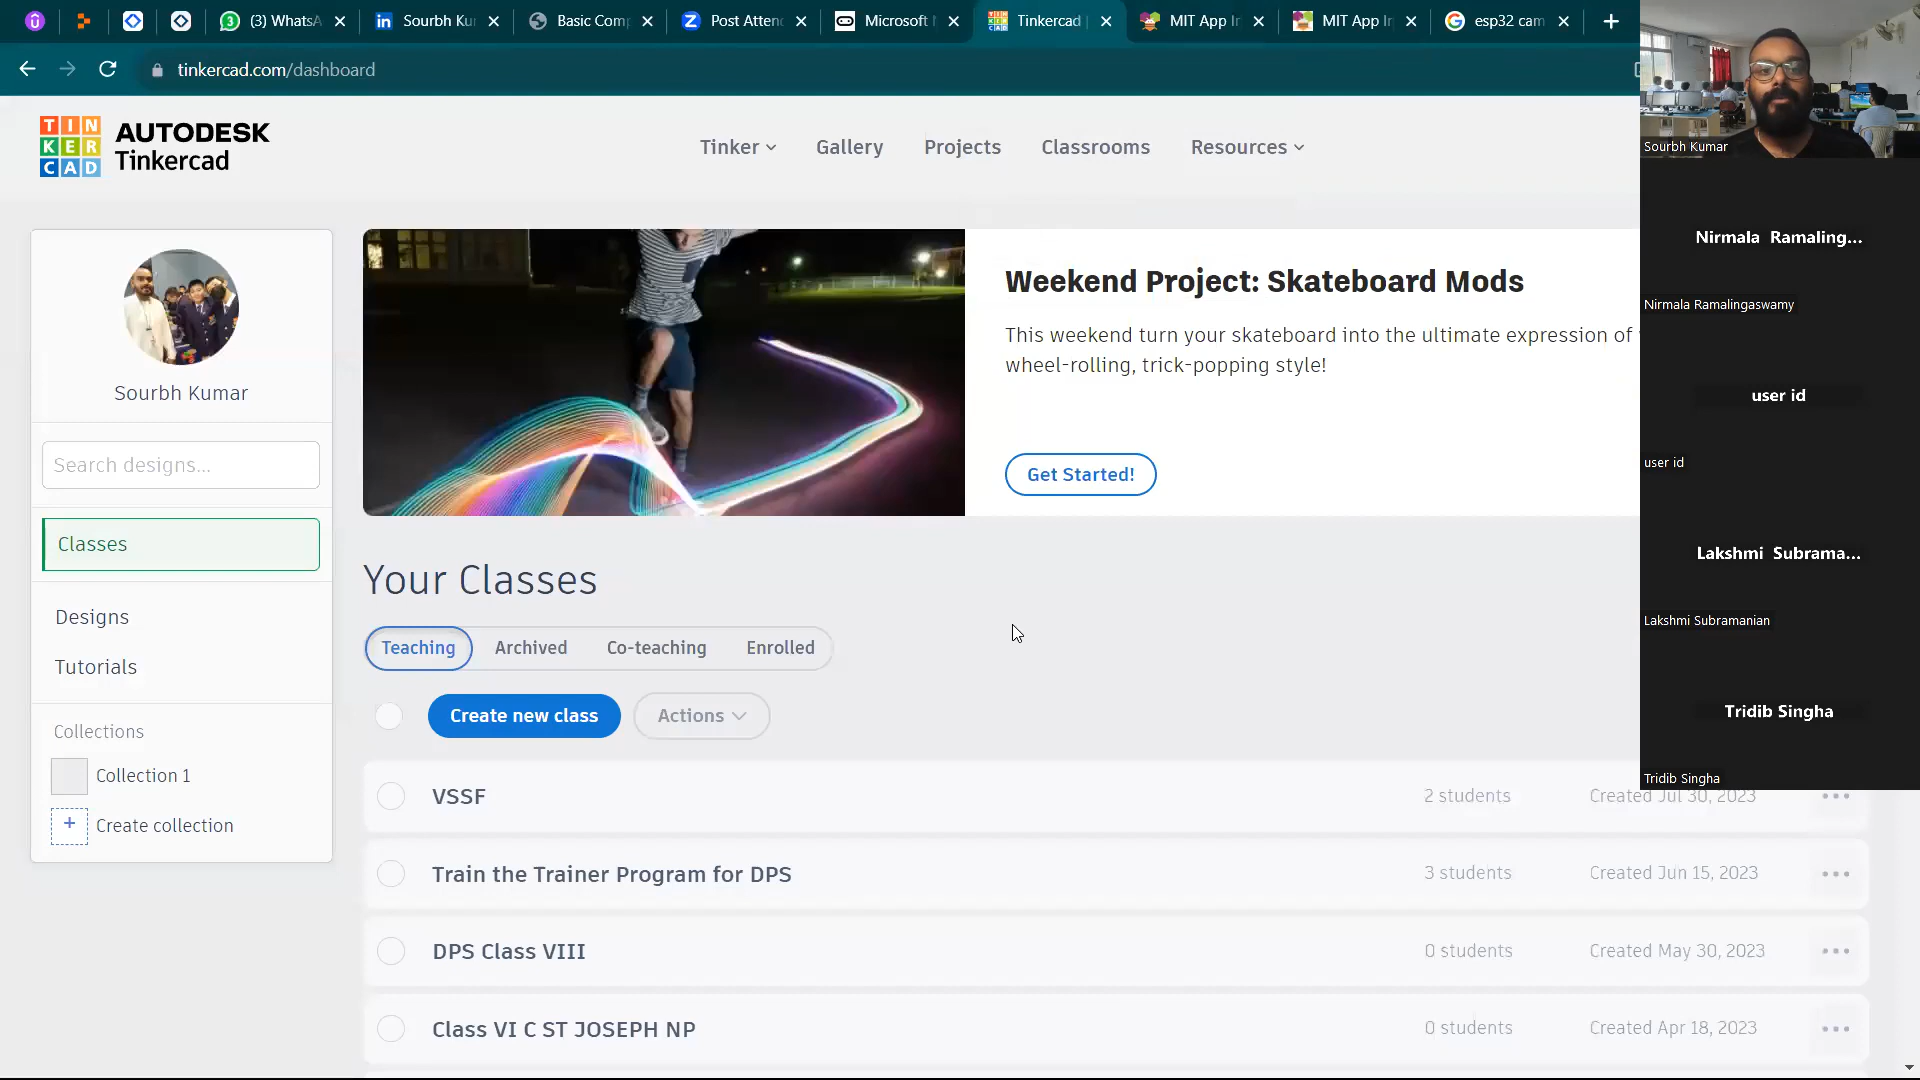 (3) WhatsA
Sourbh Ku
Basic Comp
Post Atten
Microsoft
Tinkercad
MIT App In
MIT App In
esp32 cam
tinkercad.com/dashboard
TIN
KER
CAD
AUTODESK
Tinkercad
Tinker
Gallery
Projects
Classrooms
Resources
Sourbh Kumar
Search designs...
Classes
Designs
Tutorials
Collections
Collection 1
+ Create collection
Weekend Project: Skateboard Mods
This weekend turn your skateboard into the ultimate expression of
wheel-rolling, trick-popping style!
Get Started!
Your Classes
Teaching
Archived
Co-teaching
Enrolled
Create new class
Actions
VSSF 2 students Created Jul 30, 2023
Train the Trainer Program for DPS 3 students Created Jun 15, 2023
DPS Class VIII 0 students Created May 30, 2023
Class VI C ST JOSEPH NP 0 students Created Apr 18, 2023
Sourbh Kumar
Nirmala Ramaling...
Nirmala Ramalingaswamy
user id
user id
Lakshmi Subrama...
Lakshmi Subramanian
Tridib Singha
Tridib Singha